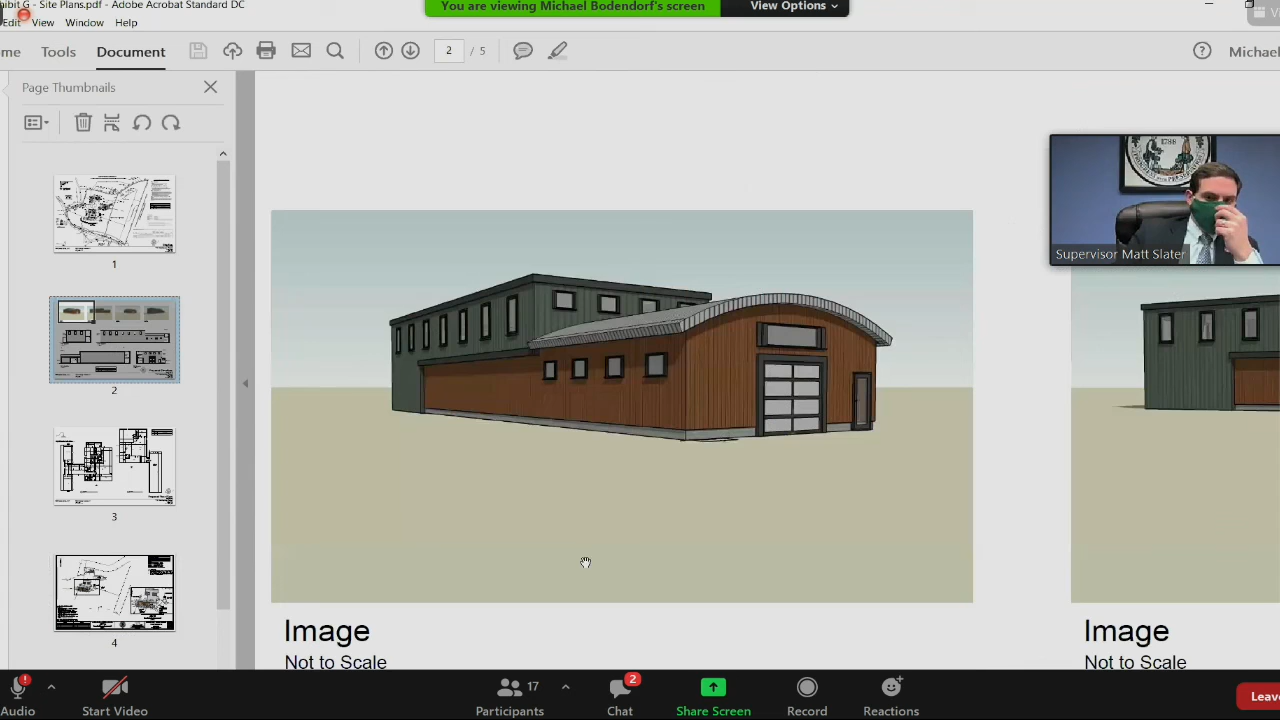 ibit G - Site Plans.pdf - Adobe Acrobat Standard DC
You are viewing Michael Bodendorf's screen
View Options
Edit View Window Help
me Tools Document
2 / 5
Michael
Page Thumbnails
1
2
3
4
1788
Supervisor Matt Slater
Image
Not to Scale
Image
Not to Scale
Audio
Start Video
17
Participants
2
Chat
Share Screen
Record
Reactions
Leave